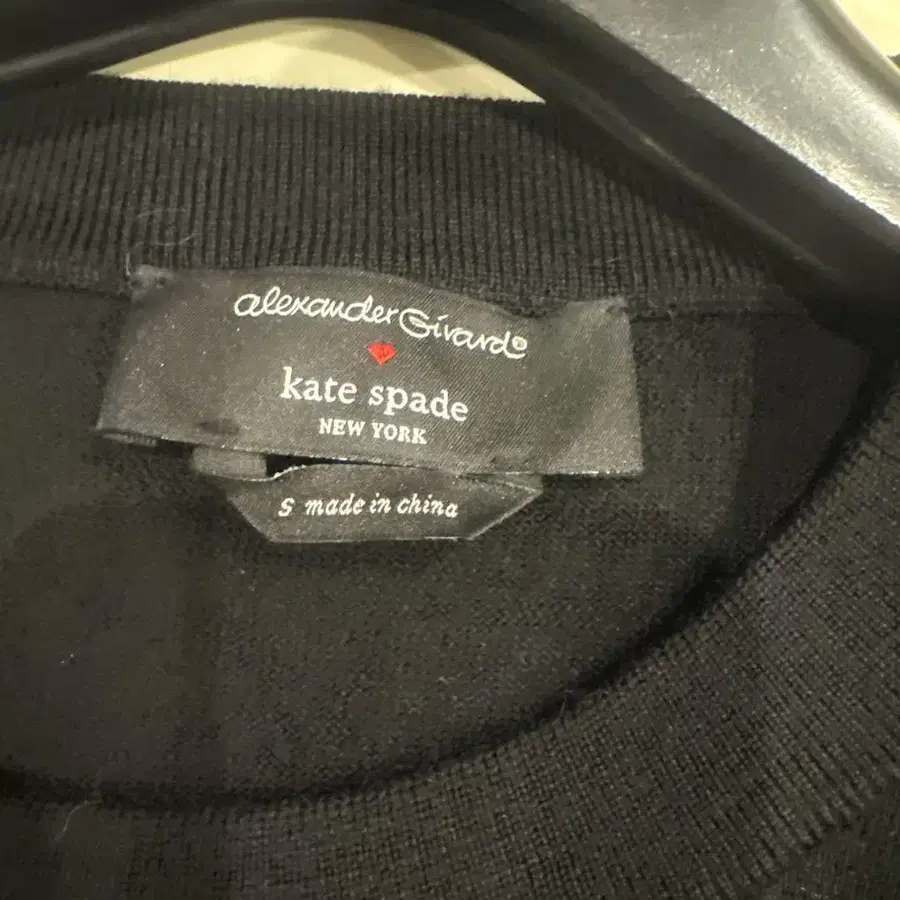 alexander Girard®
kate spade
NEW YORK
S made in china